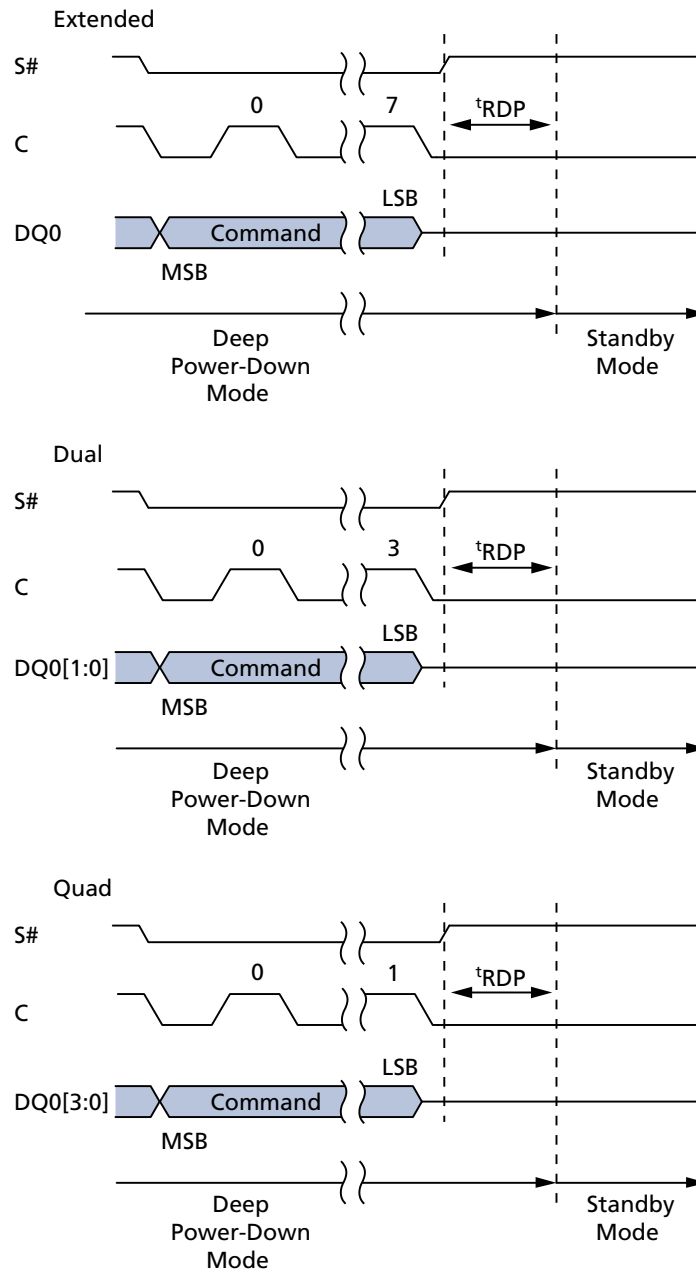 Extended
S#
0 7 tRDP
C
LSB
DQ0 Command
MSB
Deep Standby
Power-Down Mode
Mode
Dual
S#
0 3 tRDP
C
LSB
DQ0[1:0] Command
MSB
Deep Standby
Power-Down Mode
Mode
Quad
S#
0 1 tRDP
C
LSB
DQ0[3:0] Command
MSB
Deep Standby
Power-Down Mode
Mode